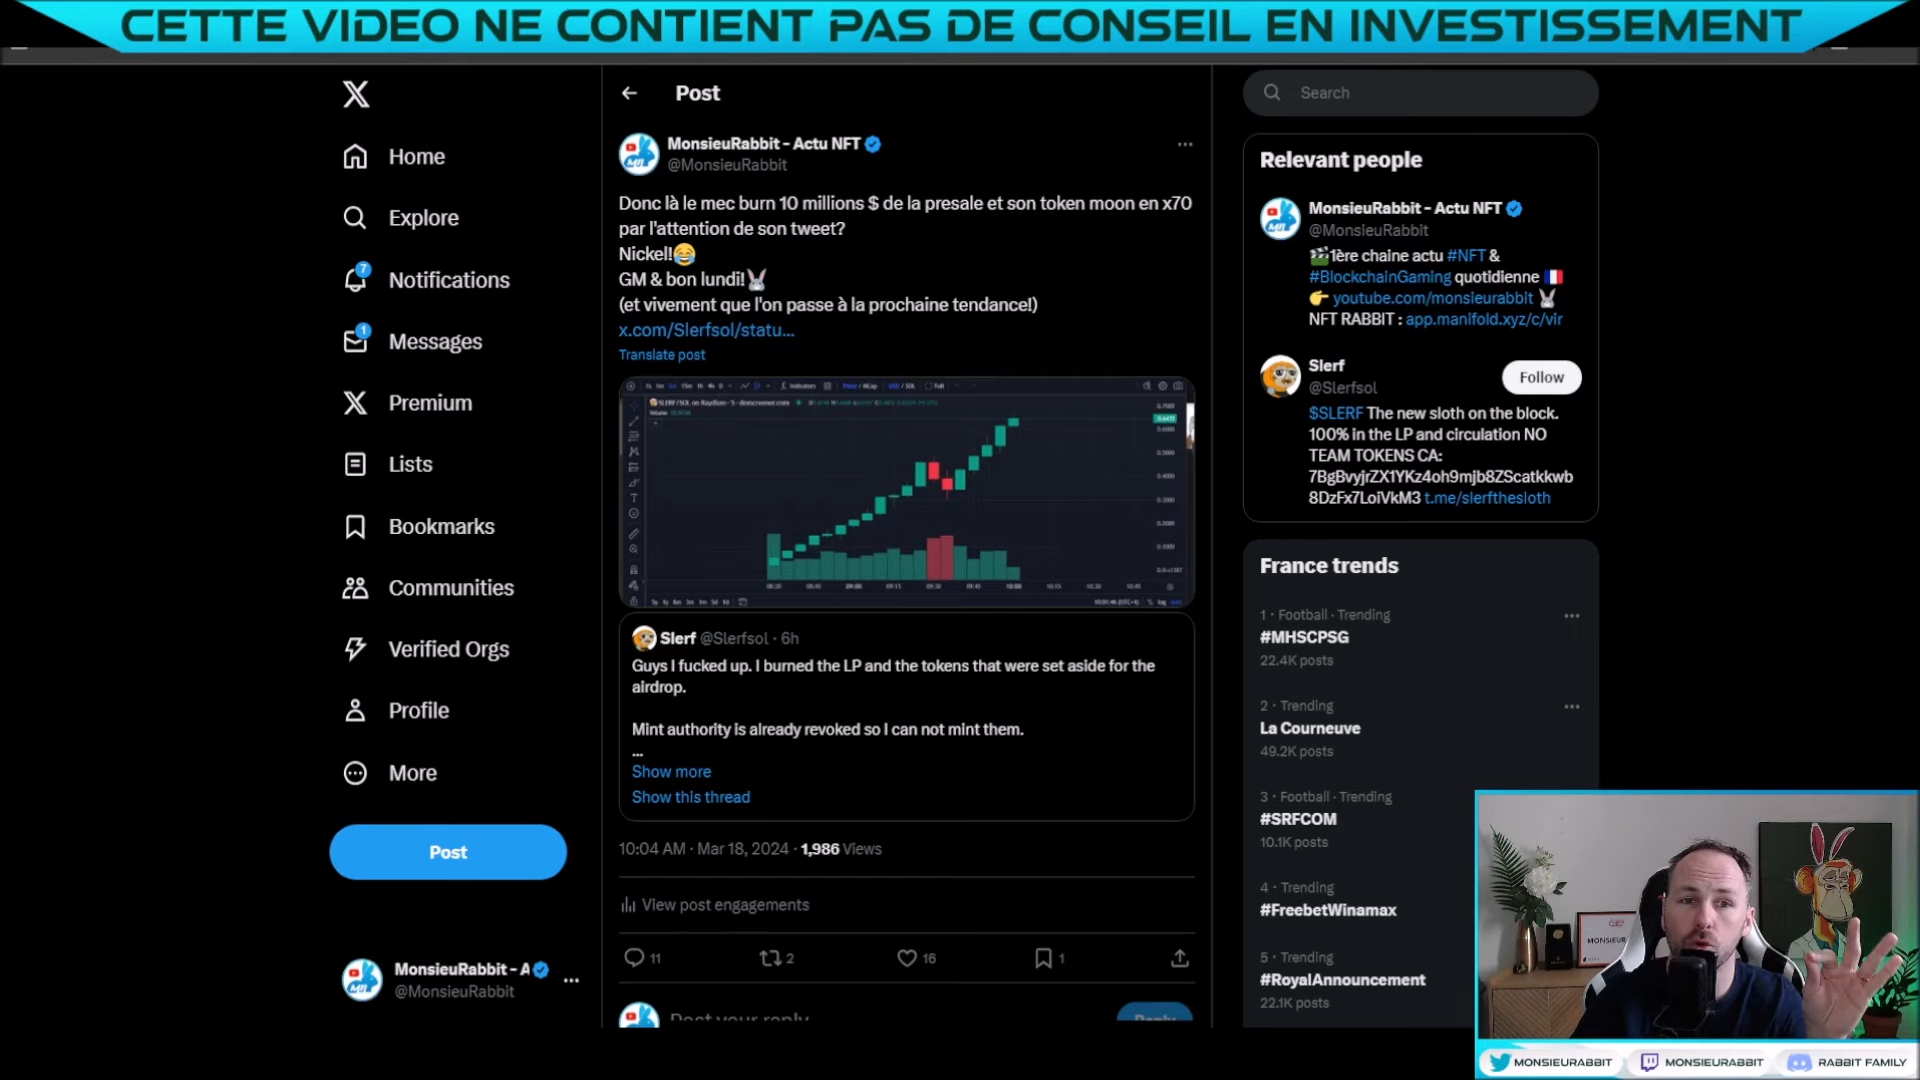 CETTE VIDEO NE CONTIENT PAS DE CONSEIL EN INVESTISSEMENT
Home
Explore
7
Notifications
1
Messages
Premium
Lists
Bookmarks
Communities
Verified Orgs
Profile
More
Post
MonsieuRabbit - A
@MonsieuRabbit
Post
MonsieuRabbit - Actu NFT
@MonsieuRabbit
Donc là le mec burn 10 millions $ de la presale et son token moon en x70
par l'attention de son tweet?
Nickel!😂
GM & bon lundi!🐰
(et vivement que l'on passe à la prochaine tendance!)
x.com/Slerfsol/statu...
Translate post
Slerf @Slerfsol · 6h
Guys I fucked up. I burned the LP and the tokens that were set aside for the
airdrop.
Mint authority is already revoked so I can not mint them.
...
Show more
Show this thread
10:04 AM · Mar 18, 2024 · 1,986 Views
View post engagements
11
2
16
1
Post your reply
Reply
Search
Relevant people
MonsieuRabbit - Actu NFT
@MonsieuRabbit
🎬1ère chaine actu #NFT &
#BlockchainGaming quotidienne 🇫🇷
👉 youtube.com/monsieurabbit 🐰
NFT RABBIT : app.manifold.xyz/c/vir
Slerf
@Slerfsol
Follow
$SLERF The new sloth on the block.
100% in the LP and circulation NO
TEAM TOKENS CA:
7BgBvyjrZX1YKz4oh9mjb8ZScatkkwb
8DzFx7LoiVkM3 t.me/slerfthesloth
France trends
1 · Football · Trending
#MHSCPSG
22.4K posts
2 · Trending
La Courneuve
49.2K posts
3 · Football · Trending
#SRFCOM
10.1K posts
4 · Trending
#FreebetWinamax
5 · Trending
#RoyalAnnouncement
22.1K posts
MONSIEU
MONSIEURABBIT
MONSIEURABBIT
RABBIT FAMILY